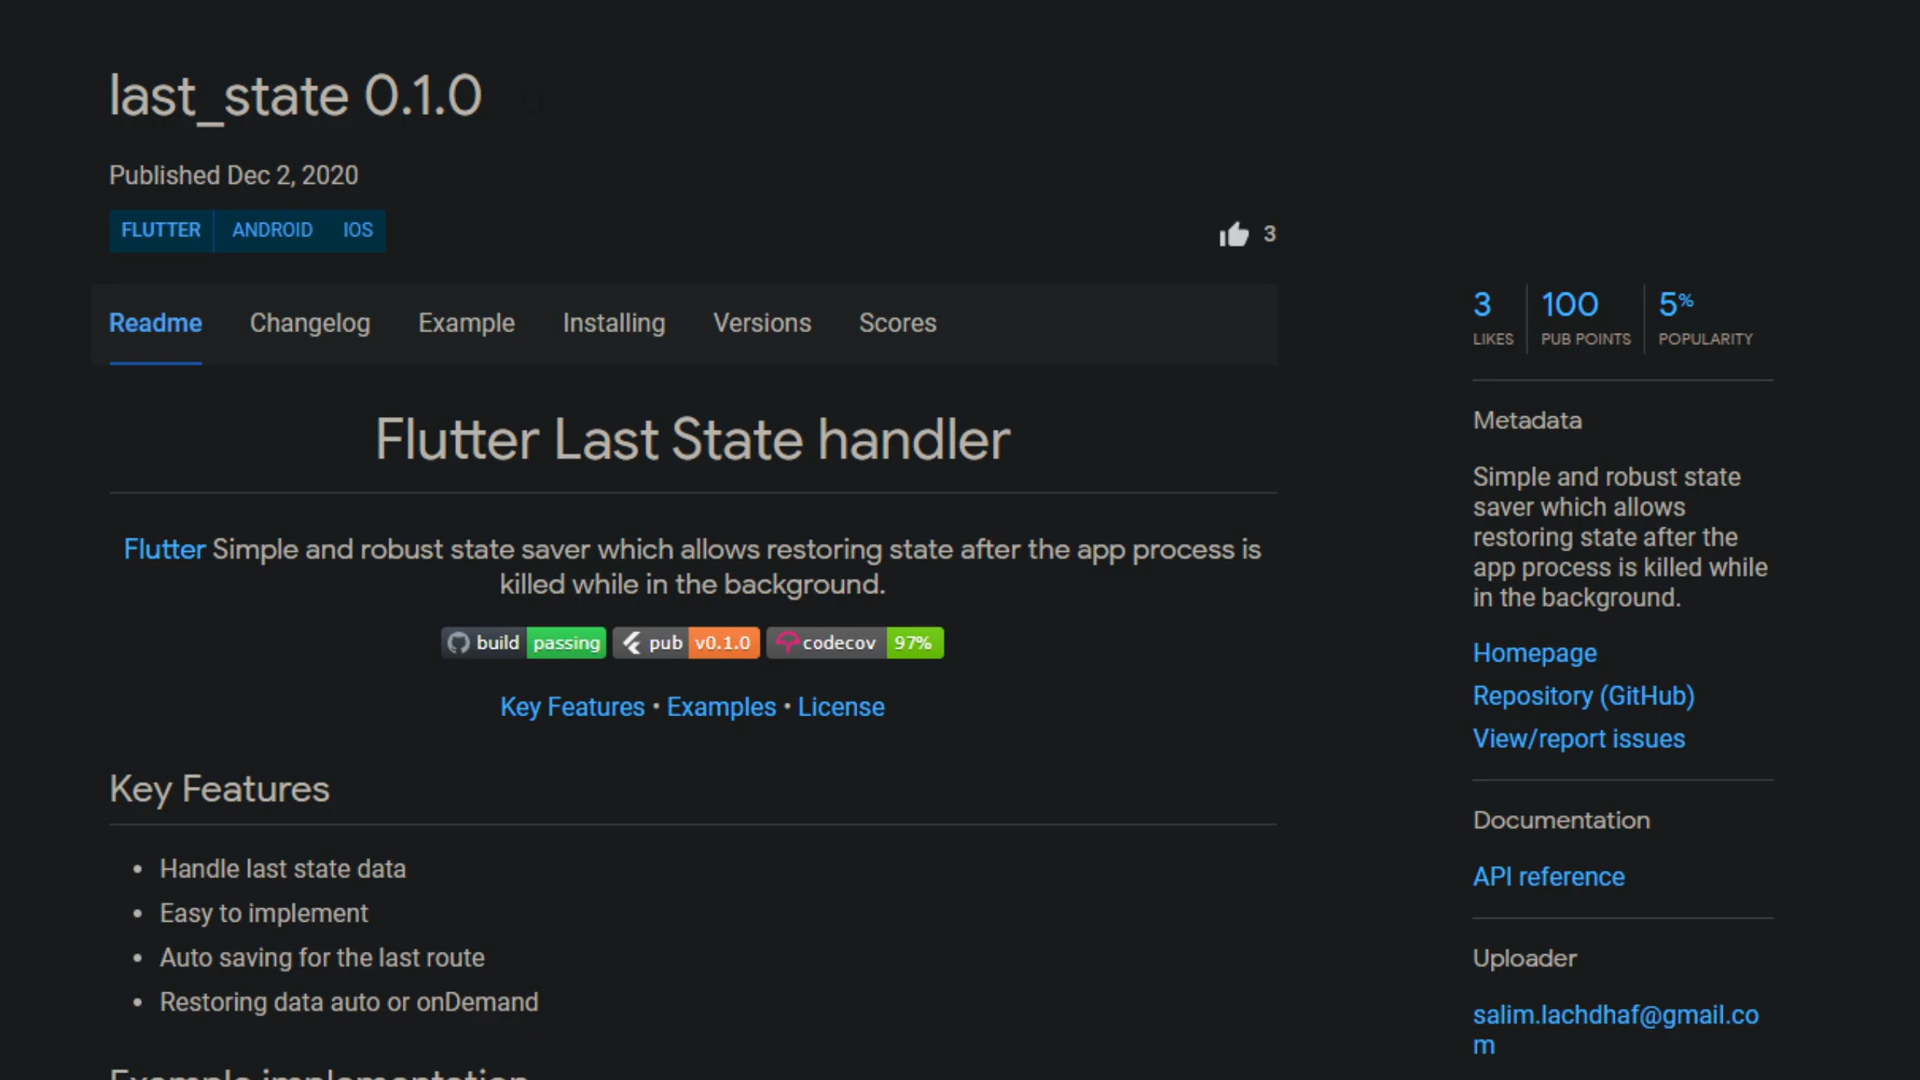 last_state 0.1.0
Published Dec 2, 2020
FLUTTER ANDROID IOS
3
Readme Changelog Example Installing Versions Scores
Flutter Last State handler
Flutter Simple and robust state saver which allows restoring state after the app process is
killed while in the background.
build passing pub v0.1.0 codecov 97%
Key Features • Examples • License
Key Features
• Handle last state data
• Easy to implement
• Auto saving for the last route
• Restoring data auto or onDemand
Example implementation
3 100 5%
LIKES PUB POINTS POPULARITY
Metadata
Simple and robust state
saver which allows
restoring state after the
app process is killed while
in the background.
Homepage
Repository (GitHub)
View/report issues
Documentation
API reference
Uploader
salim.lachdhaf@gmail.co
m